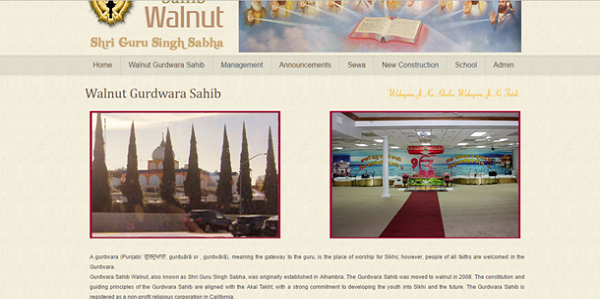 Sahib
Walnut
Shri Guru Singh Sabha
Home Walnut Gurdwara Sahib Management Announcements Sewa New Construction School Admin
Walnut Gurdwara Sahib
Waheguru Ji Ka Khalsa Waheguru Ji Ki Fateh
A gurdwara (Punjabi: ਗੁਰਦੁਆਰਾ, gurduārā or , gurdvārā), meaning the gateway to the guru, is the place of worship for Sikhs; however, people of all faiths are welcomed in the
Gurdwara.
Gurdwara Sahib Walnut, also known as Shri Guru Singh Sabha, was originally established in Alhambra. The Gurdwara Sahib was moved to walnut in 2008. The constitution and
guiding principles of the Gurdwara Sahib are aligned with the Akal Takht; with a strong commitment to developing the youth into Sikhi and the future. The Gurdwara Sahib is
registered as a non-profit religious corporation in California.